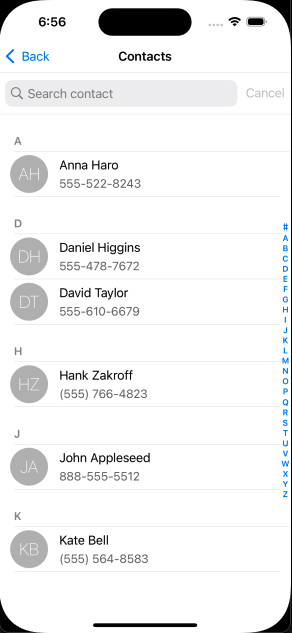 6:56
Back
Contacts
Search contact
Cancel
A
AH
Anna Haro
555-522-8243
D
DH
Daniel Higgins
555-478-7672
DT
David Taylor
555-610-6679
H
HZ
Hank Zakroff
(555) 766-4823
J
JA
John Appleseed
888-555-5512
K
KB
Kate Bell
(555) 564-8583
#
A
B
C
D
E
F
G
H
I
J
K
L
M
N
O
P
Q
R
S
T
U
V
W
X
Y
Z